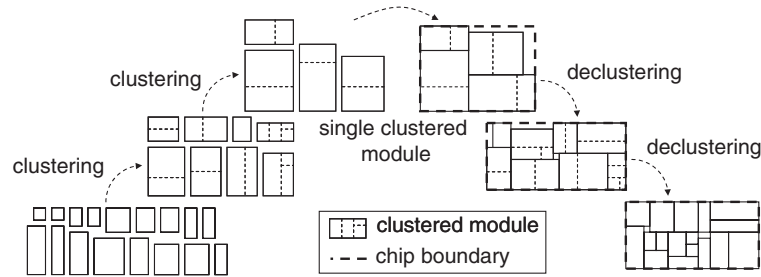 clustering
declustering
single clustered
module
clustering
declustering
clustered module
chip boundary